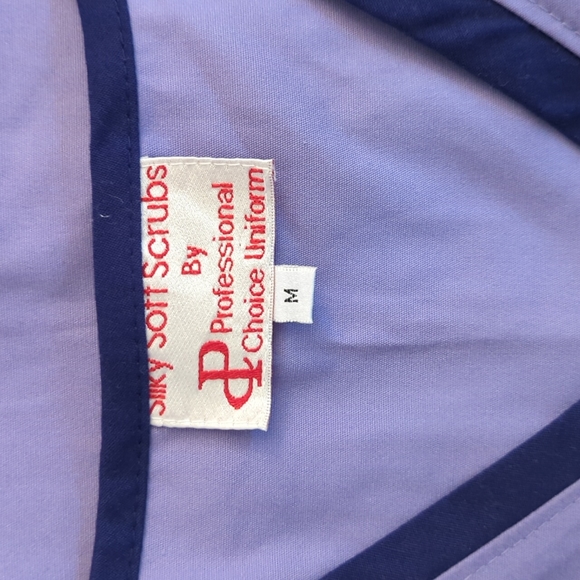 Silky Soft Scrubs
By
Professional
Choice Uniform
M